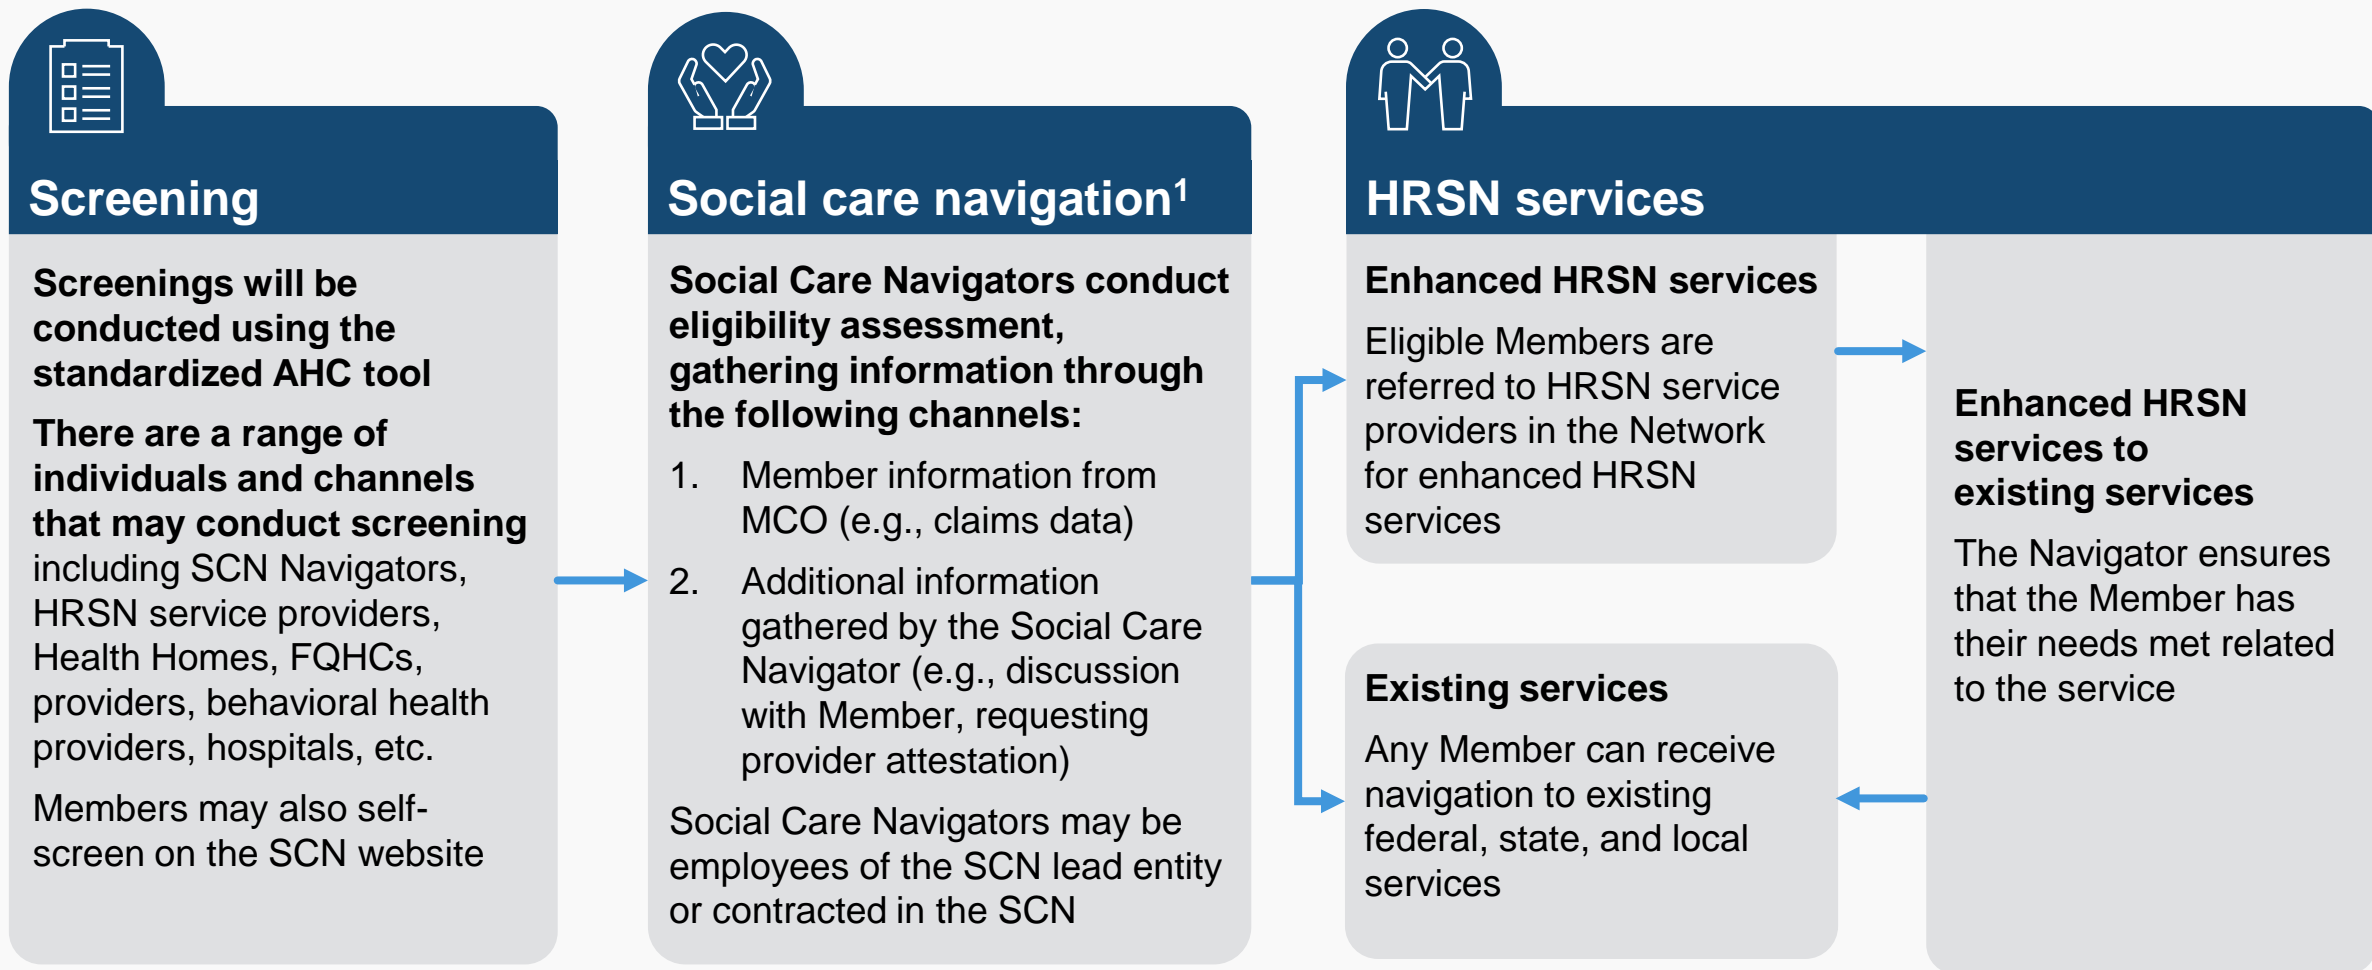 Screening
Screenings will be
conducted using the
standardized AHC tool
There are a range of
individuals and channels
that may conduct screening
including SCN Navigators,
HRSN service providers,
Health Homes, FQHCs,
providers, behavioral health
providers, hospitals, etc.
Members may also self-
screen on the SCN website
Social care navigation¹
Social Care Navigators conduct
eligibility assessment,
gathering information through
the following channels:
1. Member information from
MCO (e.g., claims data)
2. Additional information
gathered by the Social Care
Navigator (e.g., discussion
with Member, requesting
provider attestation)
Social Care Navigators may be
employees of the SCN lead entity
or contracted in the SCN
HRSN services
Enhanced HRSN services
Eligible Members are
referred to HRSN service
providers in the Network
for enhanced HRSN
services
Existing services
Any Member can receive
navigation to existing
federal, state, and local
services
Enhanced HRSN
services to
existing services
The Navigator ensures
that the Member has
their needs met related
to the service